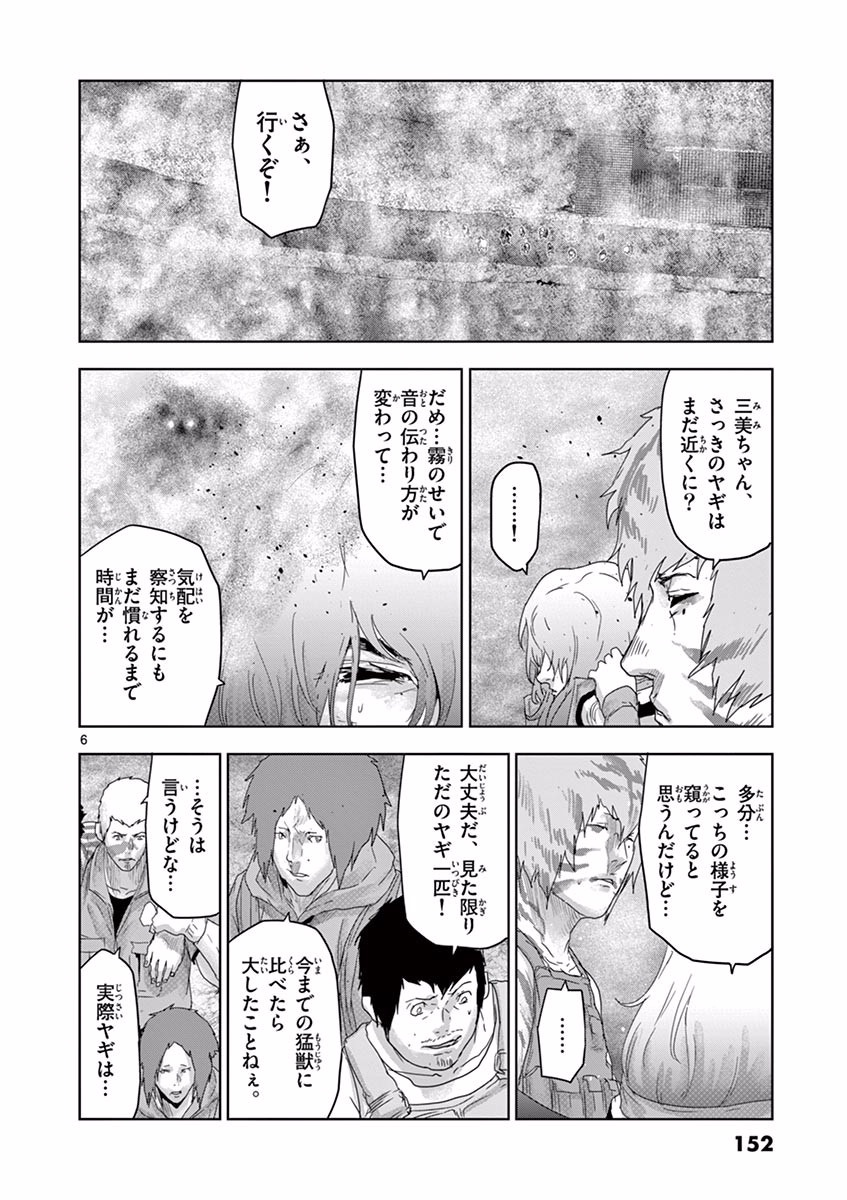 さぁ、
行くぞ！
三美ちゃん、
さっきのヤギは
まだ近くに？
………！
だめ…霧のせいで
音の伝わり方が
変わって…
気配を
察知するにも
まだ慣れるまで
時間が…
6
多分…
こっちの様子を
窺ってると
思うんだけど…
……
大丈夫だ、見た限り
ただのヤギ一匹！
今までの猛獣に
比べたら
大したことねぇ。
…そうは
言うけどな…
実際ヤギは…
152